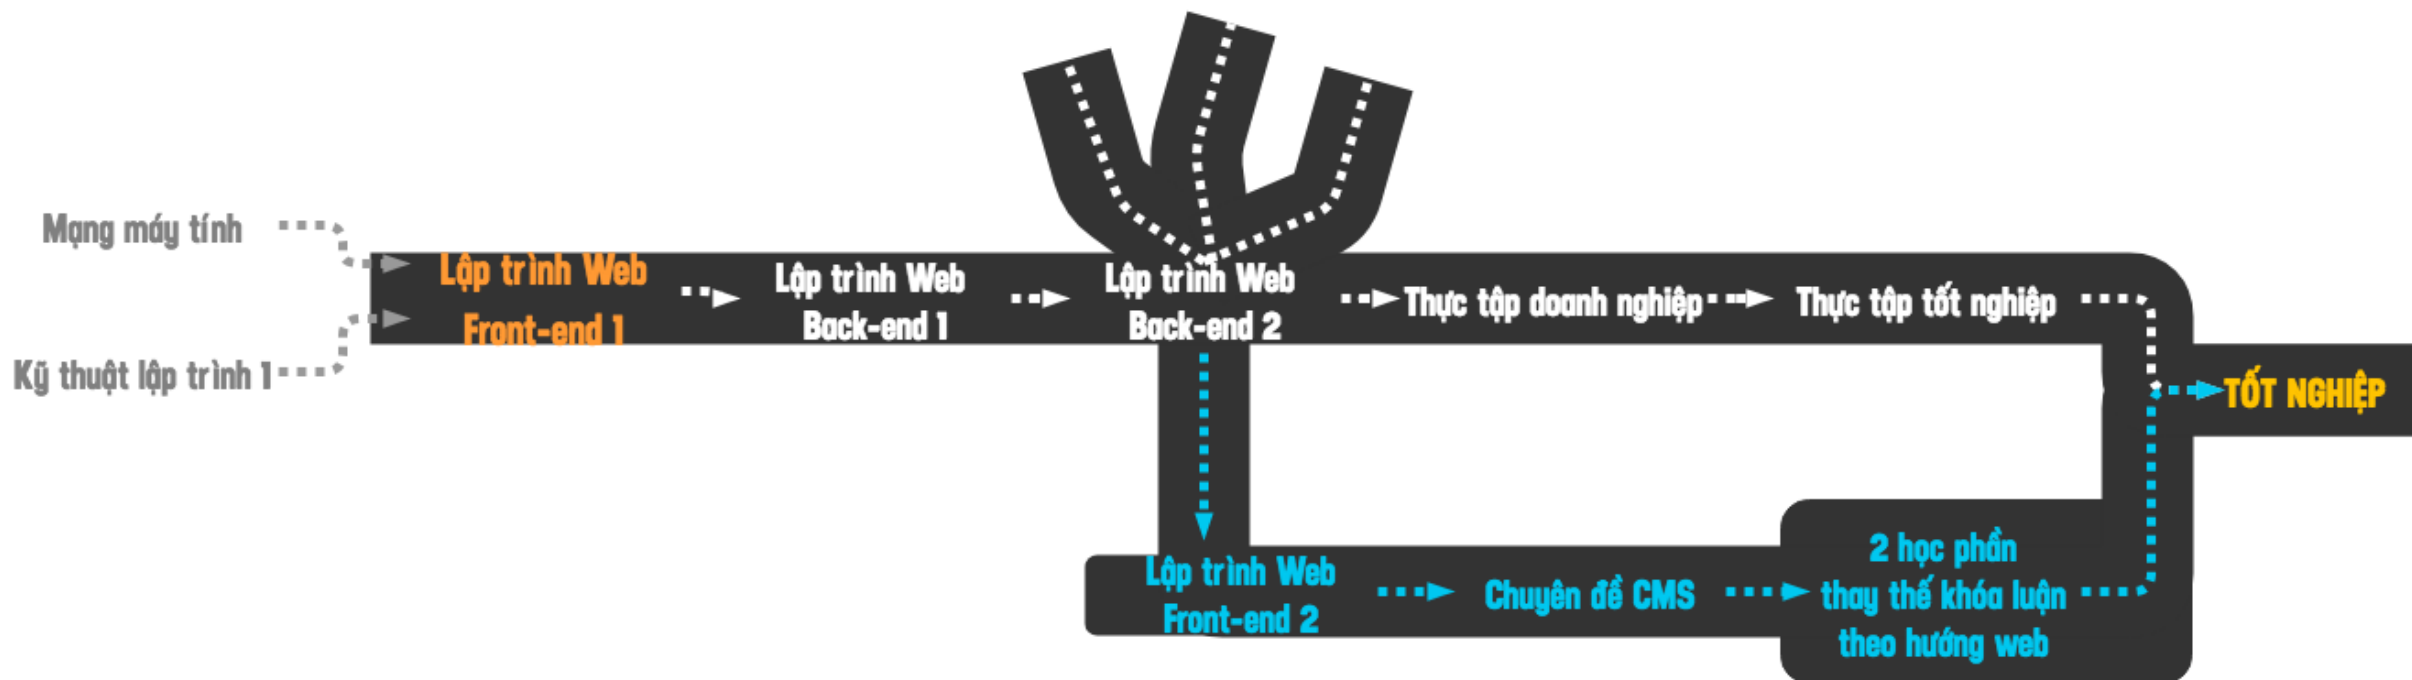 Mạng máy tính
Kỹ thuật lập trình 1
Lập trình Web
Front-end 1
Lập trình Web
Back-end 1
Lập trình Web
Back-end 2
Thực tập doanh nghiệp
Thực tập tốt nghiệp
TỐT NGHIỆP
Lập trình Web
Front-end 2
Chuyên đề CMS
2 học phần
thay thế khóa luận
theo hướng web